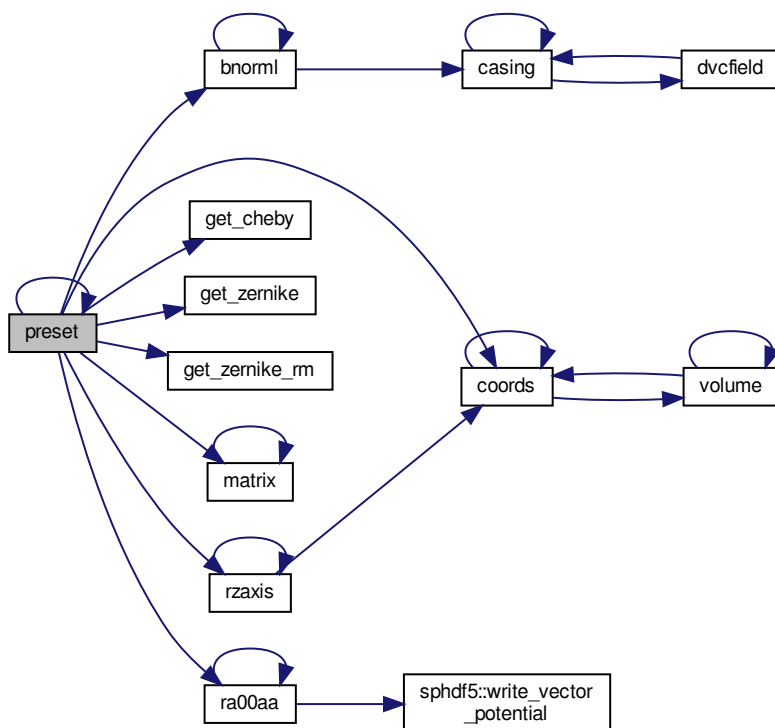 bnorml
casing
dvcfield
get_cheby
get_zernike
preset
get_zernike_rm
coords
volume
matrix
rzaxis
ra00aa
sphdf5::write_vector
_potential